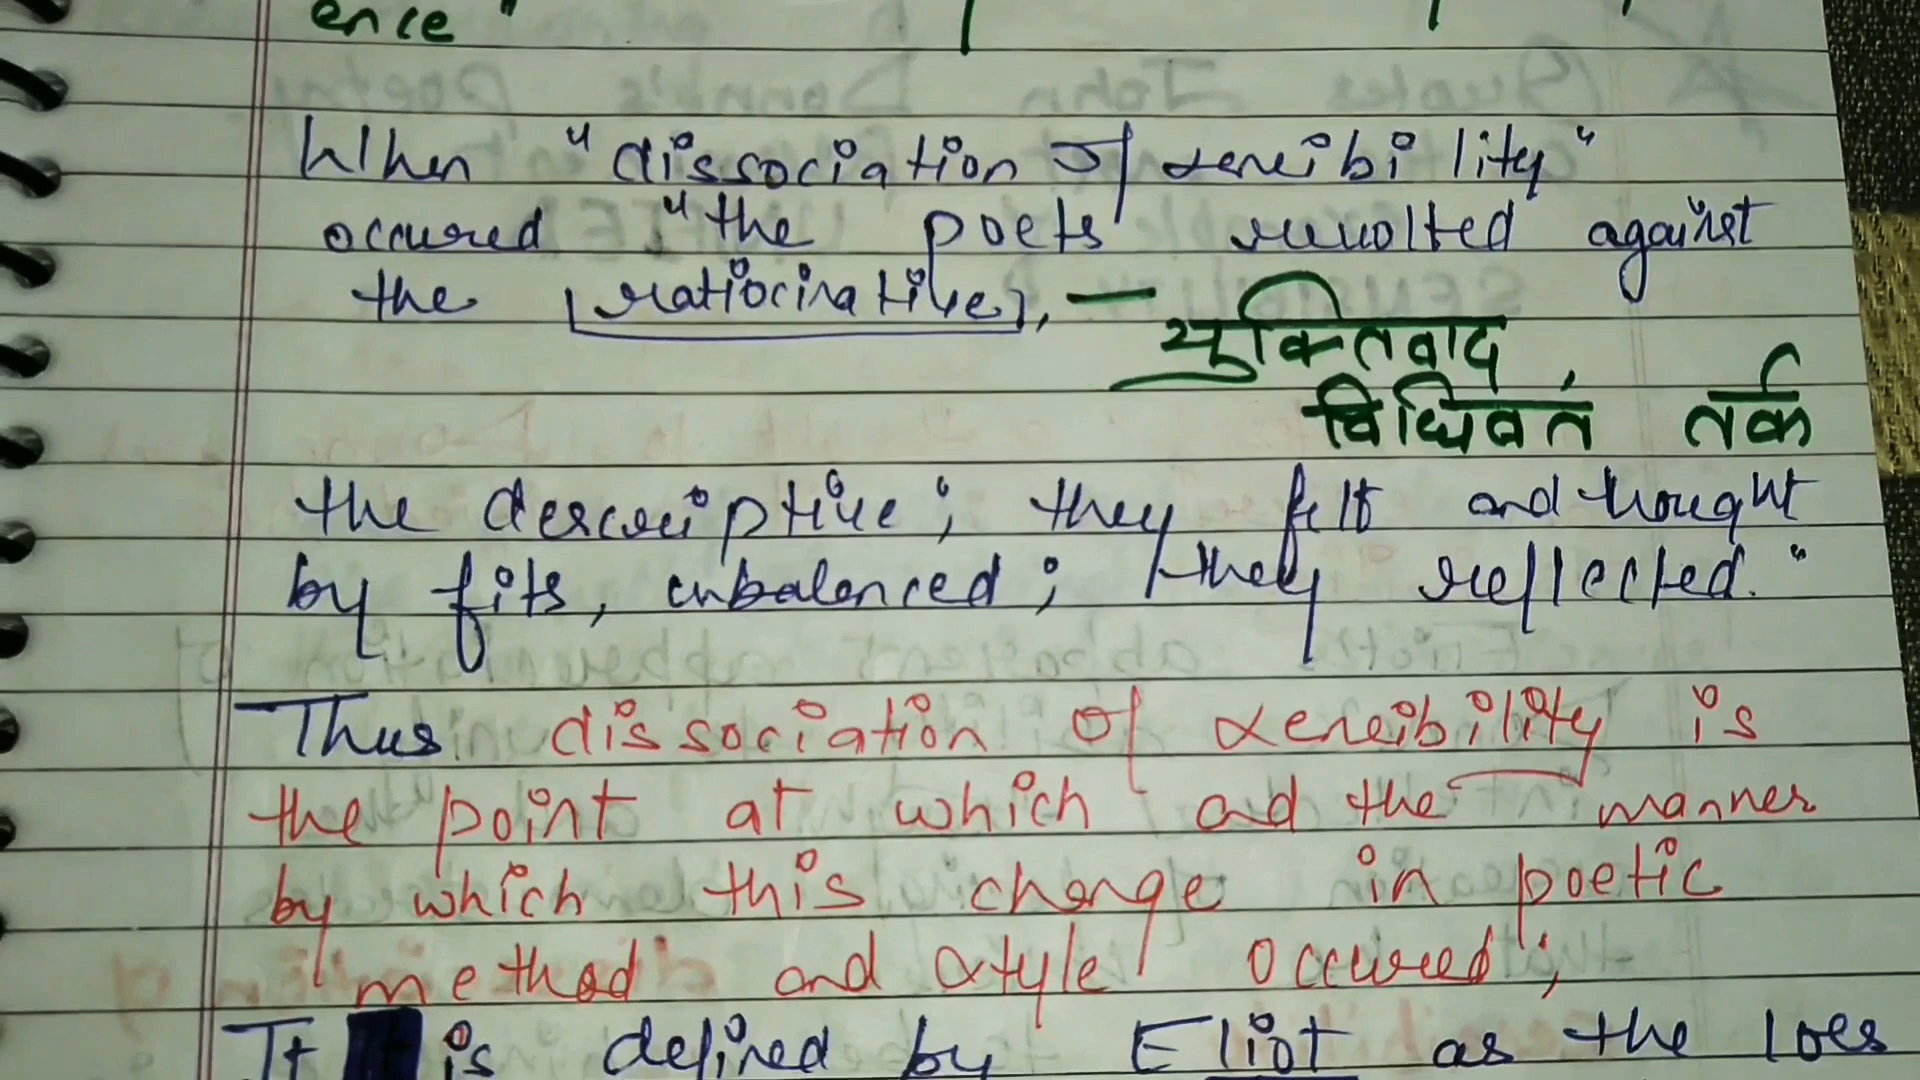 ence"
When "dissociation of sensibility"
occured "the poets revolted against
the ratiocinative, —
युक्तिवाद,
विधिवत तर्क
the descriptive; they felt and thought
by fits, unbalanced; they reflected."
Thus dissociation of sensibility is
the point at which ad the manner
by which this change in poetic
method and style occured;
It is defined by Eliot as the loss